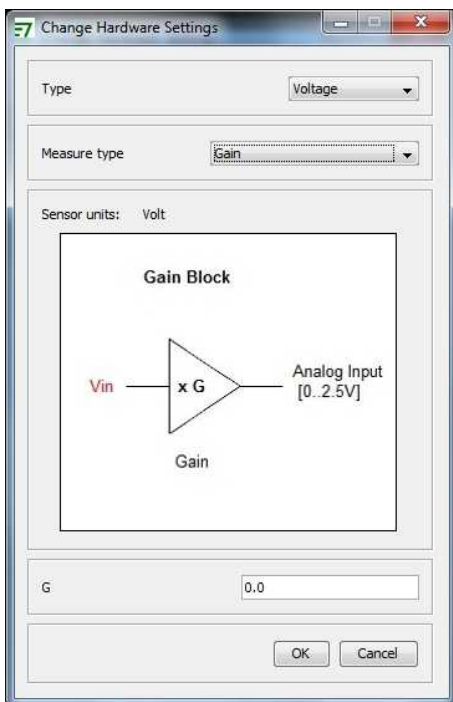 Change Hardware Settings
Type Voltage
Measure type Gain
Sensor units: Volt
Gain Block
Vin x G Analog Input
[0..2.5V]
Gain
G 0.0
OK Cancel